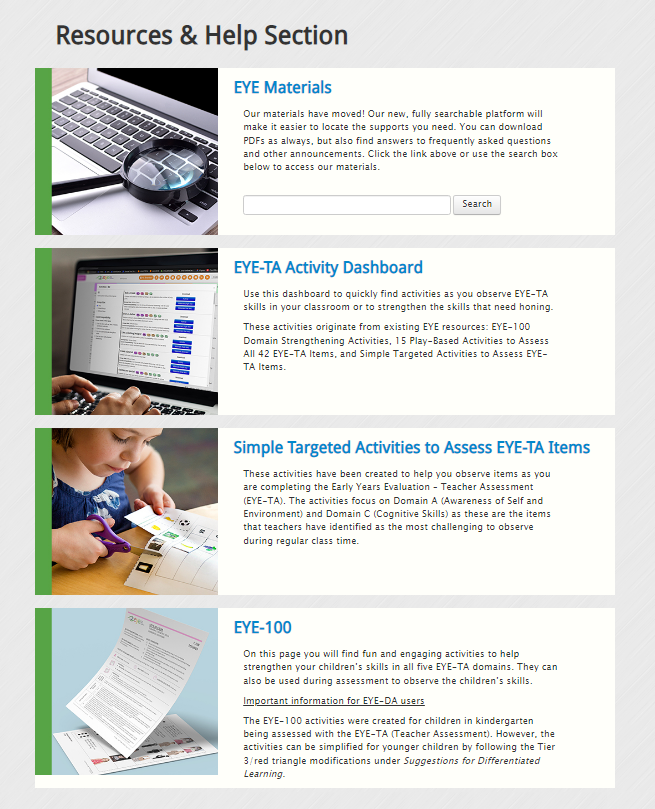 Resources & Help Section
EYE Materials
Our materials have moved! Our new, fully searchable platform will
make it easier to locate the supports you need. You can download
PDFs as always, but also find answers to frequently asked questions
and other announcements. Click the link above or use the search box
below to access our materials.
Search
EYE-TA Activity Dashboard
Use this dashboard to quickly find activities as you observe EYE-TA
skills in your classroom or to strengthen the skills that need honing.
These activities originate from existing EYE resources: EYE-100
Domain Strengthening Activities, 15 Play-Based Activities to Assess
All 42 EYE-TA Items, and Simple Targeted Activities to Assess EYE-
TA Items.
Simple Targeted Activities to Assess EYE-TA Items
These activities have been created to help you observe items as you
are completing the Early Years Evaluation - Teacher Assessment
(EYE-TA). The activities focus on Domain A (Awareness of Self and
Environment) and Domain C (Cognitive Skills) as these are the items
that teachers have identified as the most challenging to observe
during regular class time.
EYE-100
On this page you will find fun and engaging activities to help
strengthen your children's skills in all five EYE-TA domains. They can
also be used during assessment to observe the children's skills.
Important information for EYE-DA users
The EYE-100 activities were created for children in kindergarten
being assessed with the EYE-TA (Teacher Assessment). However, the
activities can be simplified for younger children by following the Tier
3/red triangle modifications under Suggestions for Differentiated
Learning.